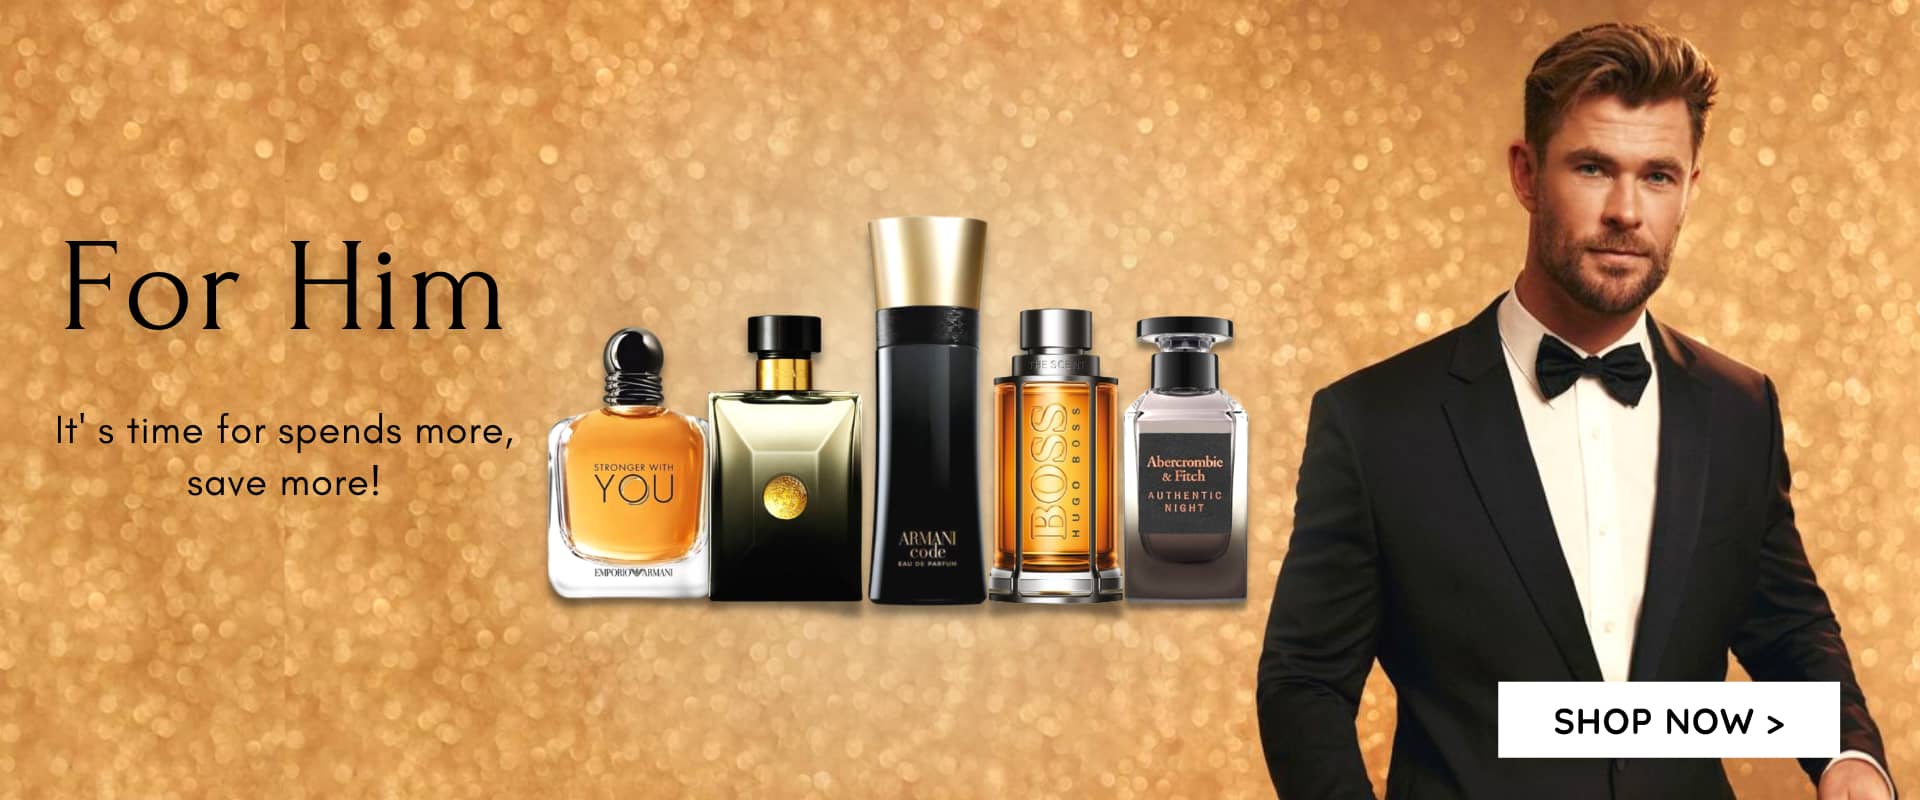 For Him
It' s time for spends more,
save more!
STRONGER WITH
YOU
EMPORIO ARMANI
ARMANI
code
EAU DE PARFUM
THE SCENT
BOSS
HUGO BOSS
Abercrombie
& Fitch
AUTHENTIC
NIGHT
SHOP NOW >